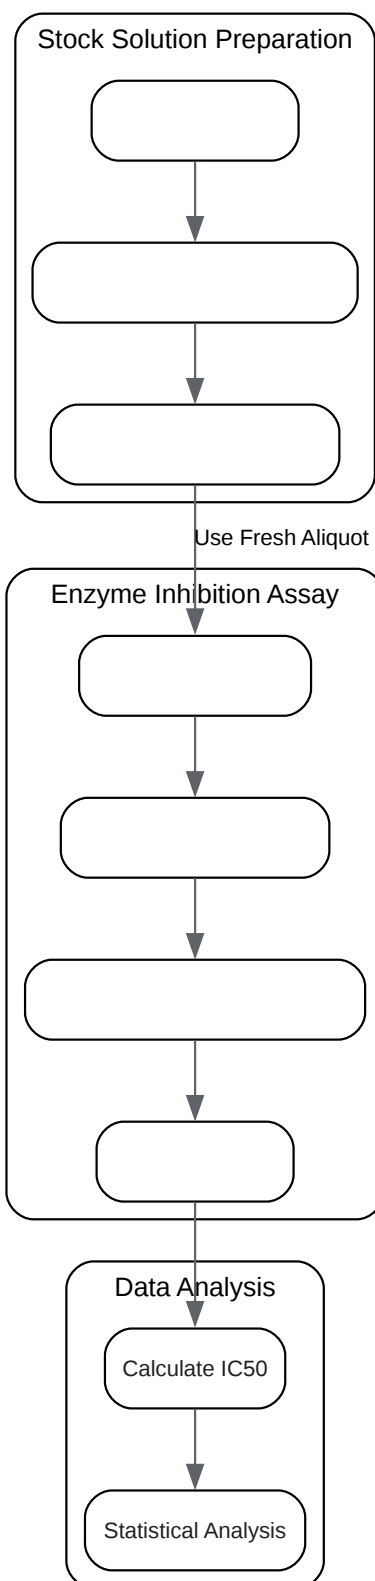 Stock Solution Preparation
Use Fresh Aliquot
Enzyme Inhibition Assay
Data Analysis
Calculate IC50
Statistical Analysis